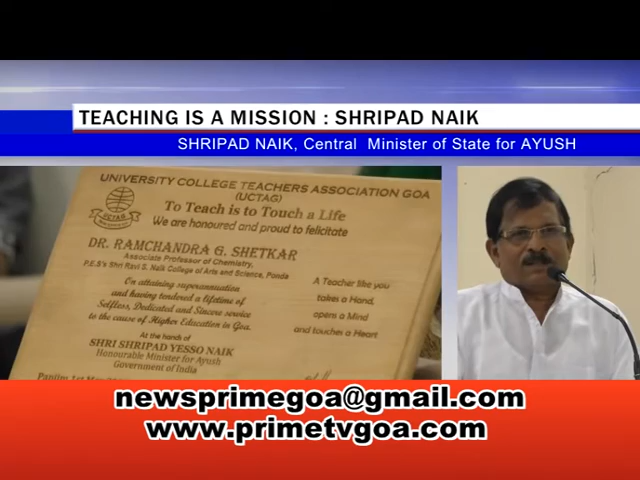 TEACHING IS A MISSION : SHRIPAD NAIK
SHRIPAD NAIK, Central Minister of State for AYUSH
UNIVERSITY COLLEGE TEACHERS ASSOCIATION GOA
(UCTAG)
UCTAG
To Teach is to Touch a Life
We are honoured and proud to felicitate
DR. RAMCHANDRA G. SHETKAR
Associate Professor of Chemistry,
P.E.S's Shri Ravi S. Naik College of Arts and Science, Ponda
On attaining superannuation
and having tendered a lifetime of
Selfless, Dedicated and Sincere service
to the cause of Higher Education in Goa.
A Teacher like you
takes a Hand,
opens a Mind
and touches a Heart
At the hands of
SHRI SHRIPAD YESSO NAIK
Honourable Minister for Ayush
Government of India
Panjim 1st
newsprimegoa@gmail.com
www.primetvgoa.com